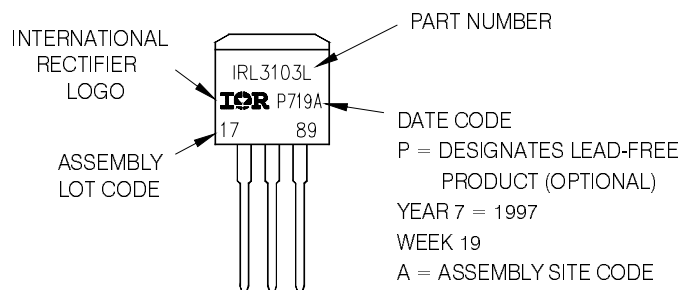 INTERNATIONAL
RECTIFIER
LOGO
ASSEMBLY
LOT CODE
IRL3103L
IOR P719A
17 89
PART NUMBER
DATE CODE
P = DESIGNATES LEAD-FREE
PRODUCT (OPTIONAL)
YEAR 7 = 1997
WEEK 19
A = ASSEMBLY SITE CODE